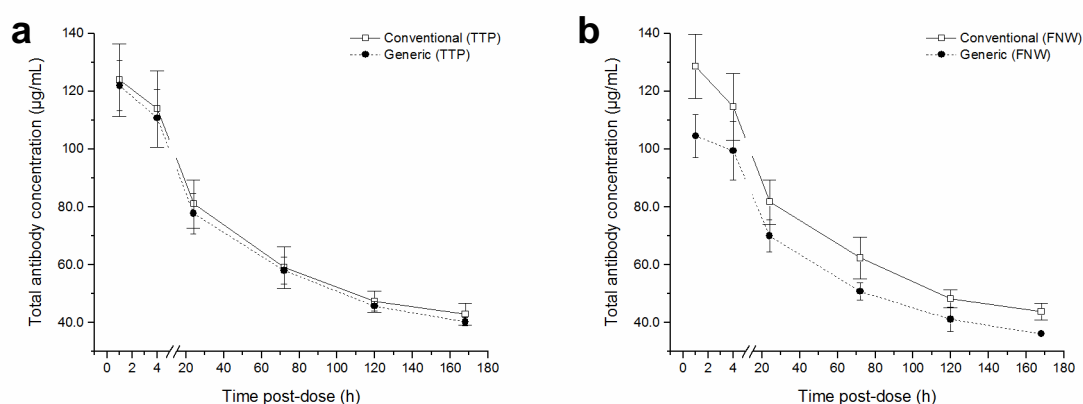 a
Conventional (TTP)
Generic (TTP)
Total antibody concentration (µg/mL)
140
120
100
80.0
60.0
40.0
0 2 4 20 40 60 80 100 120 140 160 180
Time post-dose (h)
b
Conventional (FNW)
Generic (FNW)
Total antibody concentration (µg/mL)
140
120
100
80.0
60.0
40.0
0 2 4 20 40 60 80 100 120 140 160 180
Time post-dose (h)